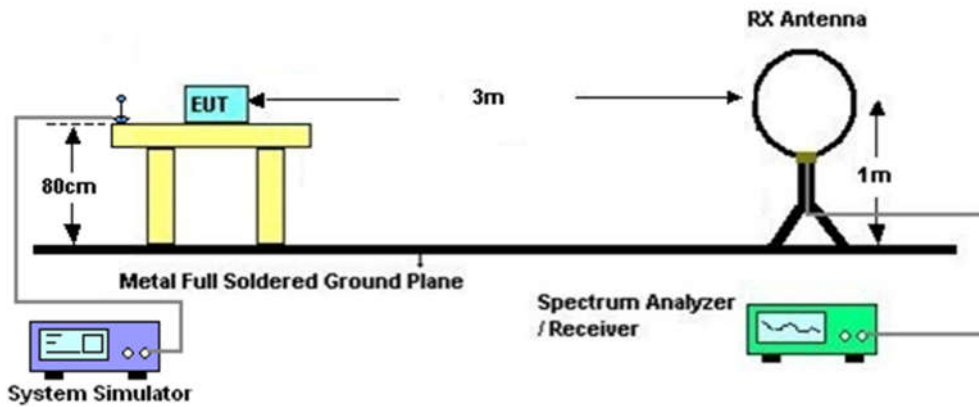 RX Antenna
EUT
3m
80cm
1m
Metal Full Soldered Ground Plane
Spectrum Analyzer
/ Receiver
System Simulator